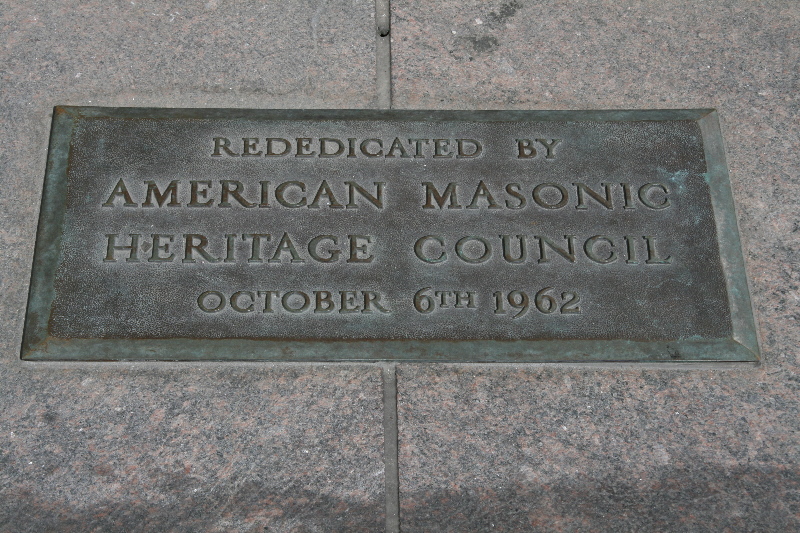 REDEDICATED BY
AMERICAN MASONIC
HERITAGE COUNCIL
OCTOBER 6TH 1962